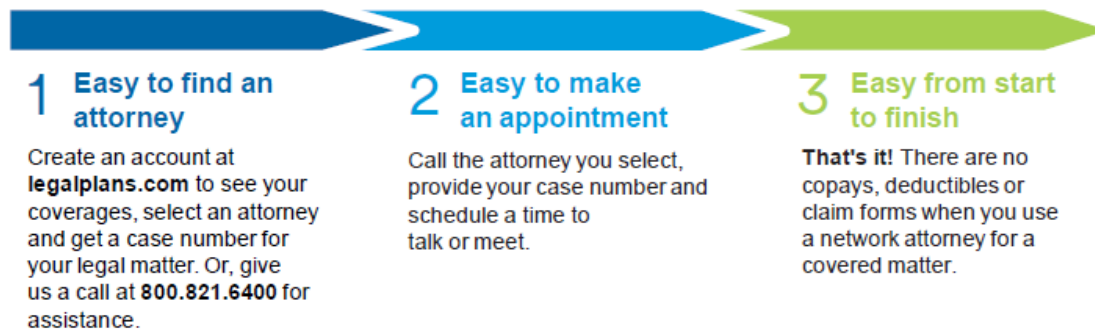 1 Easy to find an
attorney
Create an account at
legalplans.com to see your
coverages, select an attorney
and get a case number for
your legal matter. Or, give
us a call at 800.821.6400 for
assistance.
2 Easy to make
an appointment
Call the attorney you select,
provide your case number and
schedule a time to
talk or meet.
3 Easy from start
to finish
That's it! There are no
copays, deductibles or
claim forms when you use
a network attorney for a
covered matter.